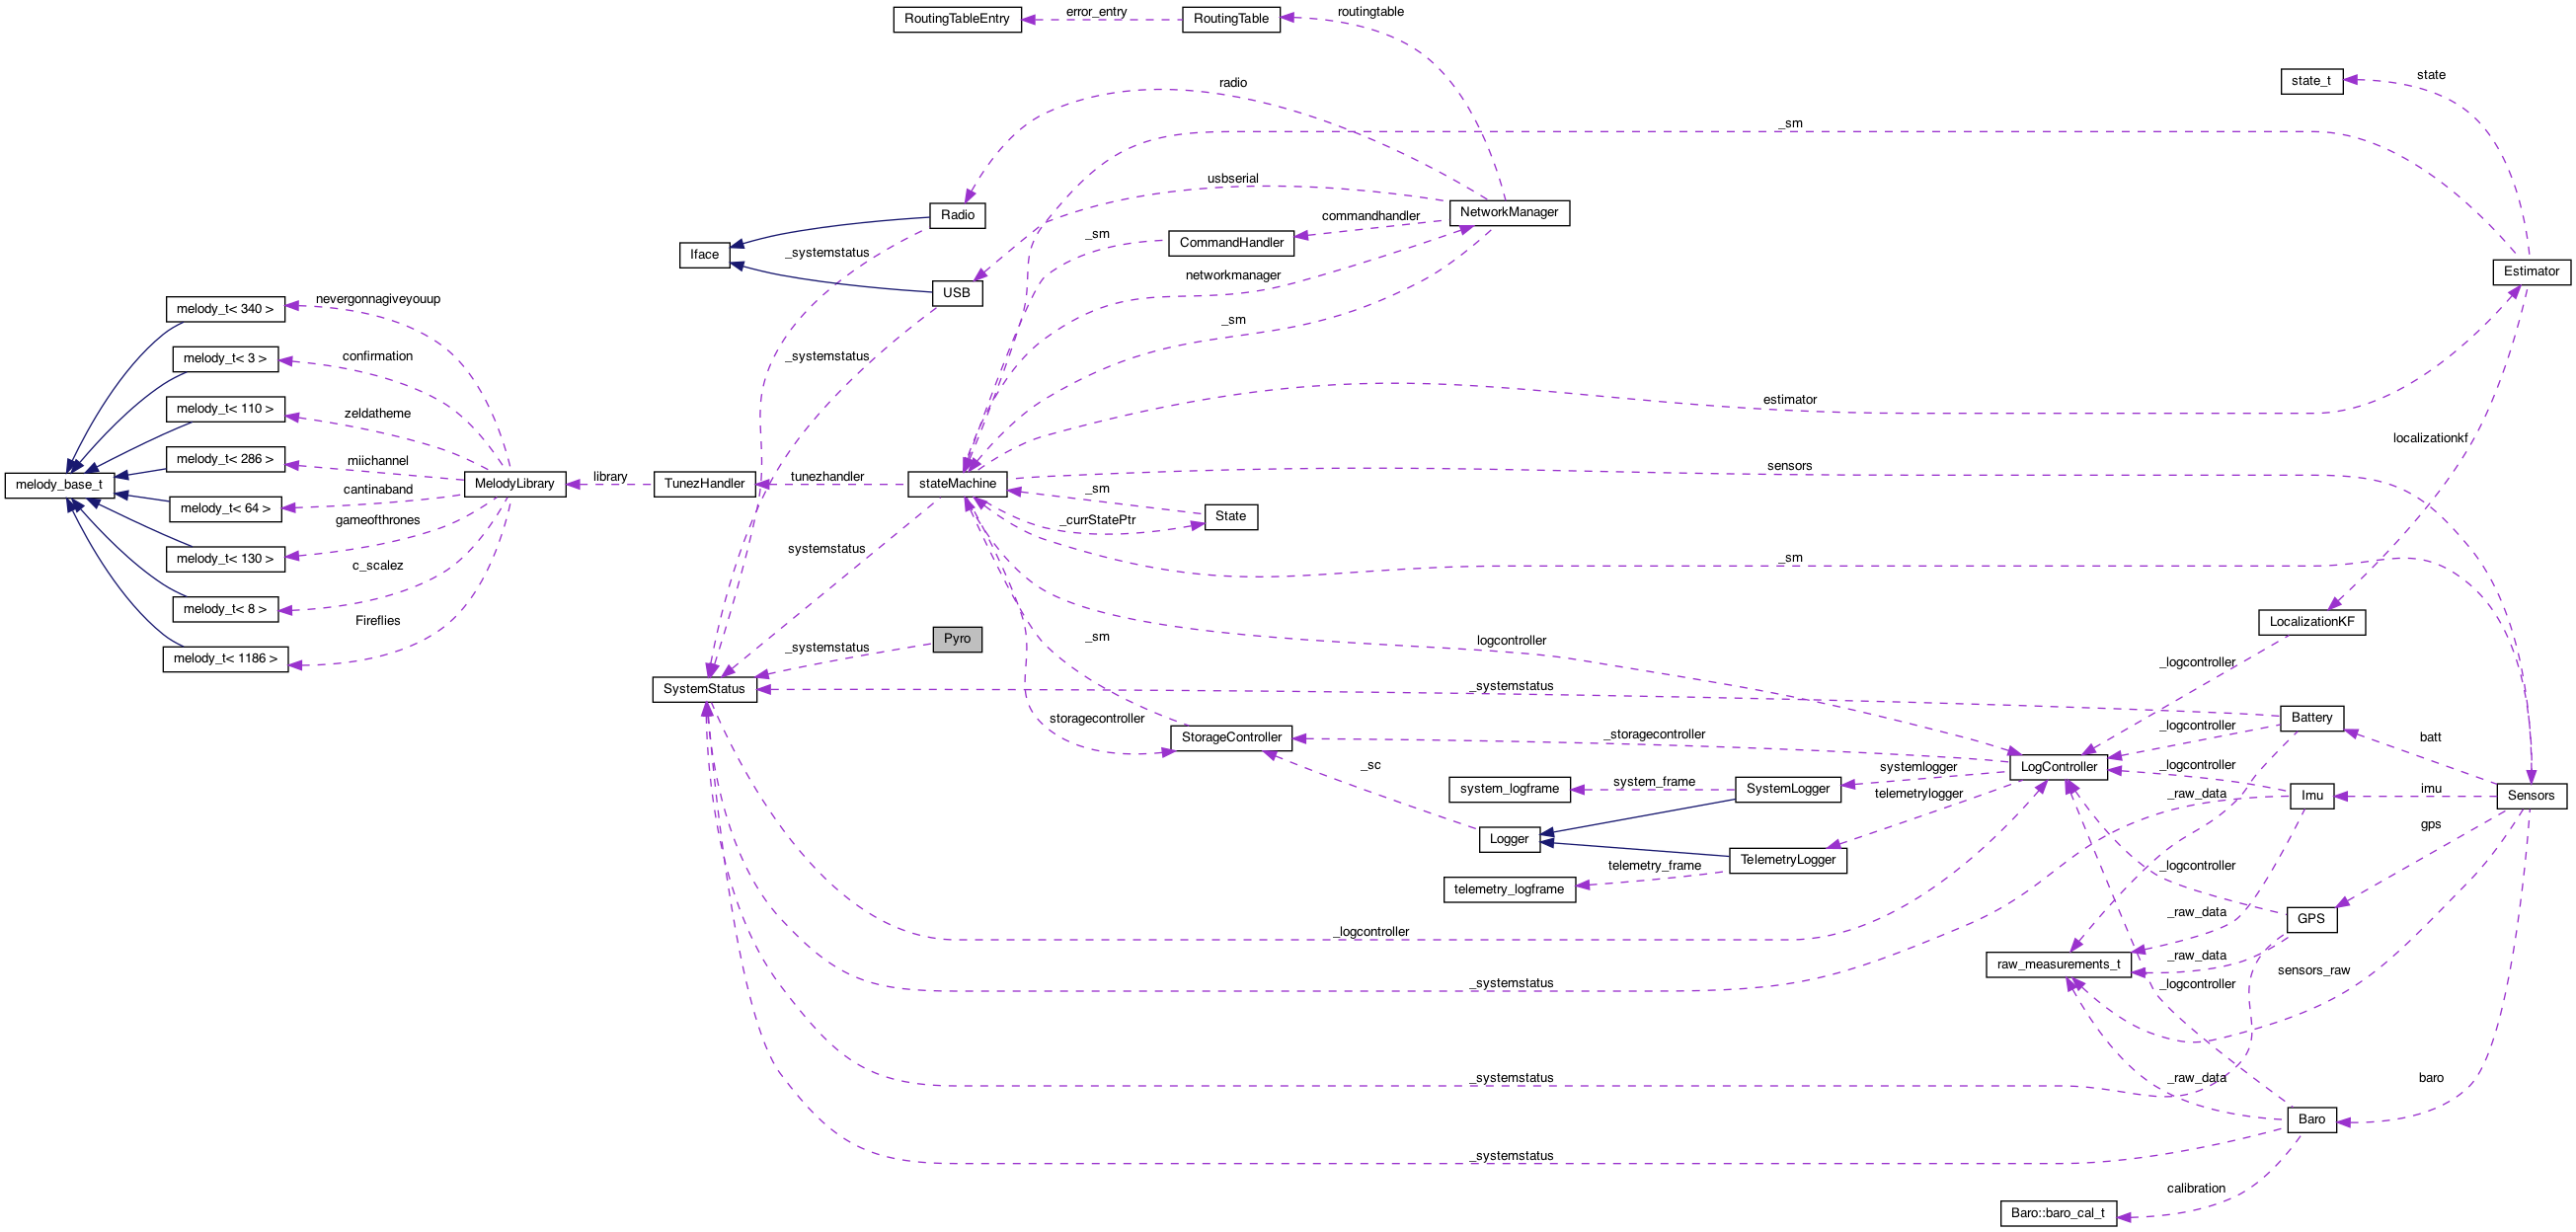 RoutingTableEntry
error_entry
RoutingTable
routingtable
radio
state_t
state
_sm
usbserial
Radio
commandhandler
NetworkManager
_systemstatus
Iface
_sm
CommandHandler
networkmanager
Estimator
USB
nevergonnagiveyouup
melody_t< 340 >
_sm
confirmation
melody_t< 3 >
_systemstatus
zeldatheme
melody_t< 110 >
estimator
localizationkf
miichannel
melody_t< 286 >
sensors
melody_base_t
cantinaband
MelodyLibrary
library
TunezHandler
tunezhandler
stateMachine
_sm
melody_t< 64 >
gameofthrones
_currStatePtr
State
melody_t< 130 >
c_scalez
systemstatus
_sm
melody_t< 8 >
Fireflies
melody_t< 1186 >
Pyro
_systemstatus
_sm
logcontroller
LocalizationKF
_logcontroller
SystemStatus
_systemstatus
storagecontroller
StorageController
_storagecontroller
Battery
_logcontroller
batt
_sc
systemlogger
LogController
_logcontroller
system_logframe
system_frame
SystemLogger
telemetrylogger
_raw_data
Imu
imu
Sensors
Logger
gps
telemetry_frame
TelemetryLogger
_logcontroller
telemetry_logframe
_raw_data
GPS
_logcontroller
_raw_data
raw_measurements_t
sensors_raw
_systemstatus
_logcontroller
_systemstatus
_raw_data
baro
Baro
_systemstatus
calibration
Baro::baro_cal_t